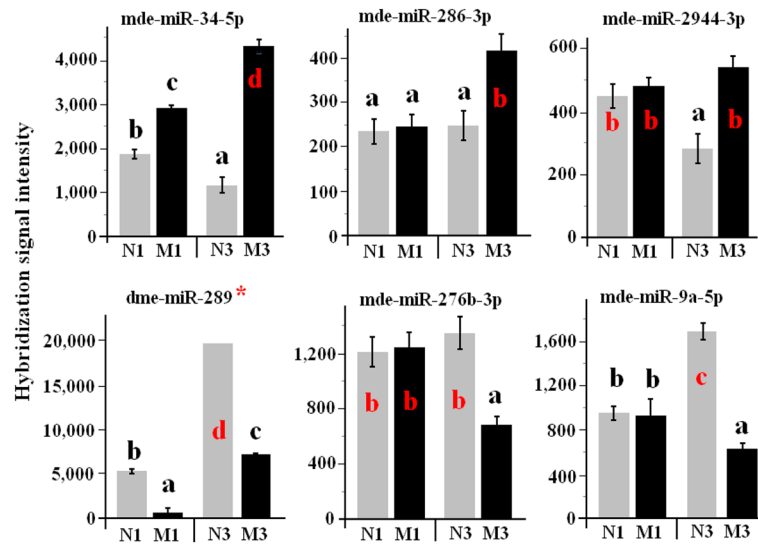 mde-miR-34-5p
mde-miR-286-3p
mde-miR-2944-3p
Hybridization signal intensity
4,000
3,000
2,000
1,000
0
b
c
a
d
N1 M1 N3 M3
400
300
200
100
0
a
a
a
b
N1 M1 N3 M3
600
400
200
0
b
b
a
b
N1 M1 N3 M3
dme-miR-289*
mde-miR-276b-3p
mde-miR-9a-5p
20,000
15,000
10,000
5,000
0
b
a
d
c
N1 M1 N3 M3
1,200
800
400
0
b
b
b
a
N1 M1 N3 M3
1,600
1,200
800
400
0
b
b
c
a
N1 M1 N3 M3